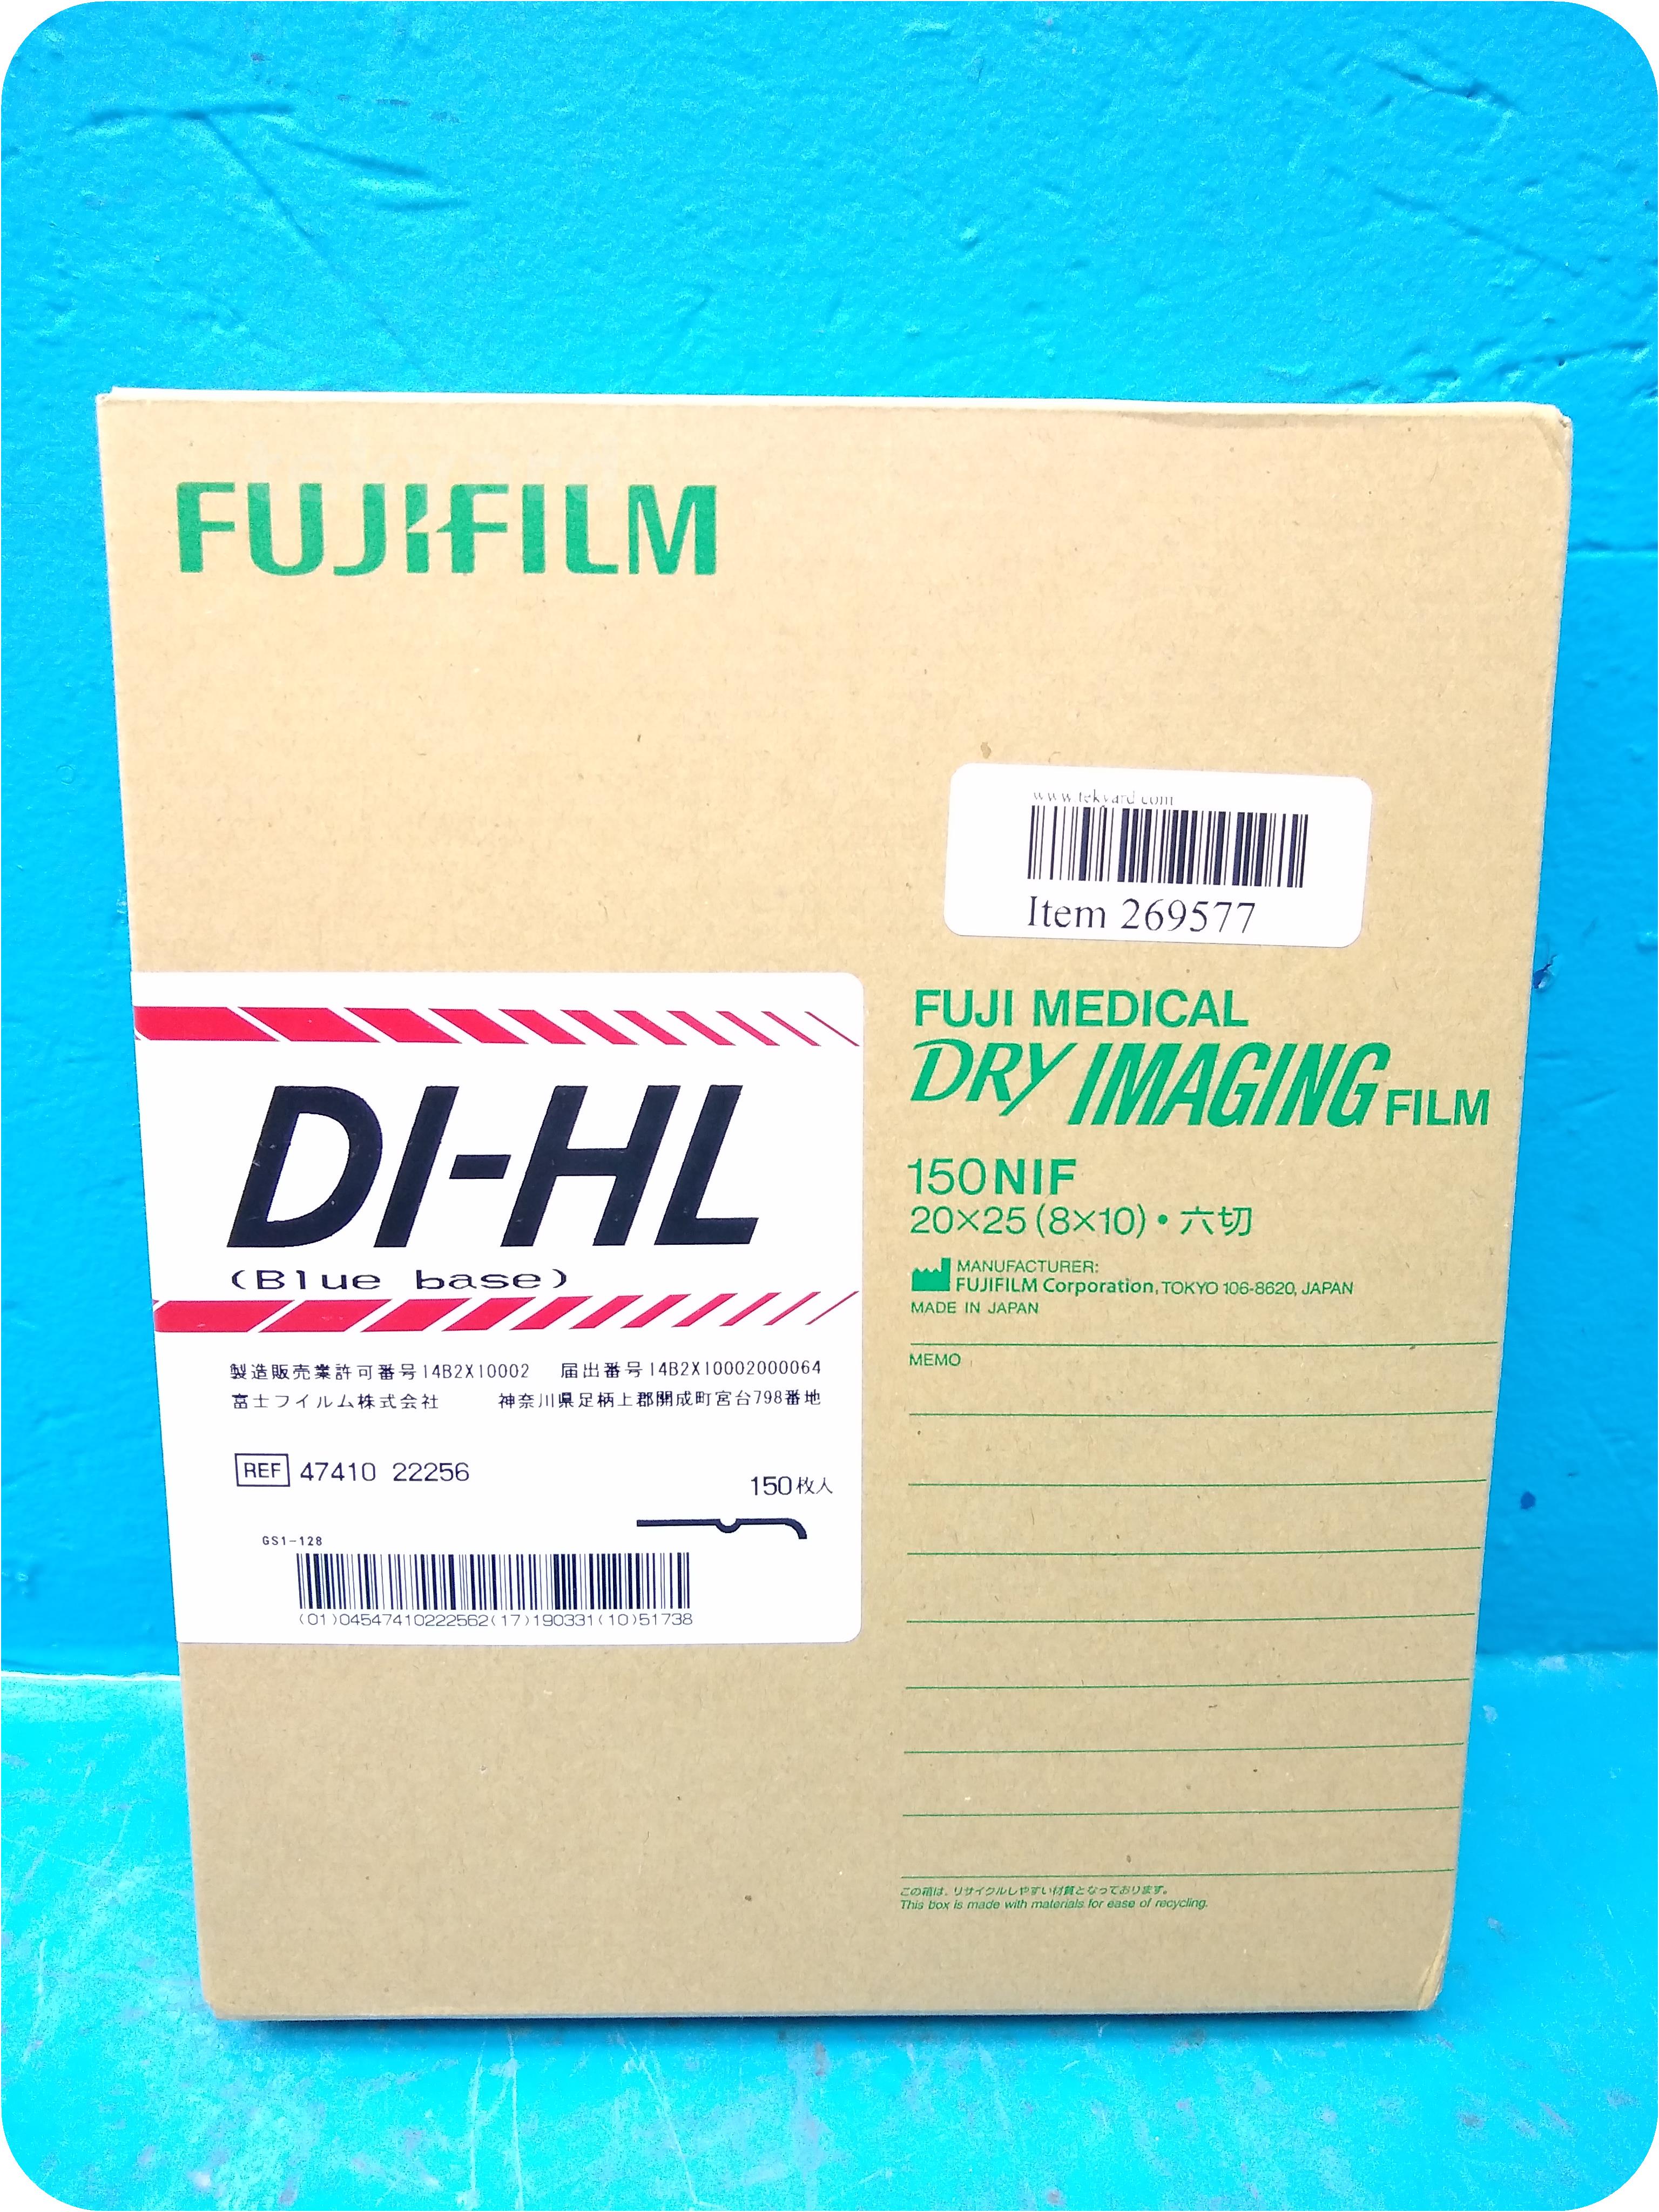 FUJIFILM
www.tekyard.com
Item 269577
DI-HL
(Blue base)
製造販売業許可番号14B2X10002 届出番号14B2X10002000064
富士フイルム株式会社 神奈川県足柄上郡開成町宮台798番地
REF 47410 22256
150枚入
GS1-128
(01)04547410222562(17)190331(10)51738
FUJI MEDICAL
DRY IMAGING FILM
150NIF
20×25(8×10)・六切
MANUFACTURER:
FUJIFILM Corporation, TOKYO 106-8620, JAPAN
MADE IN JAPAN
MEMO
この箱は、リサイクルしやすい材質となっております。
This box is made with materials for ease of recycling.